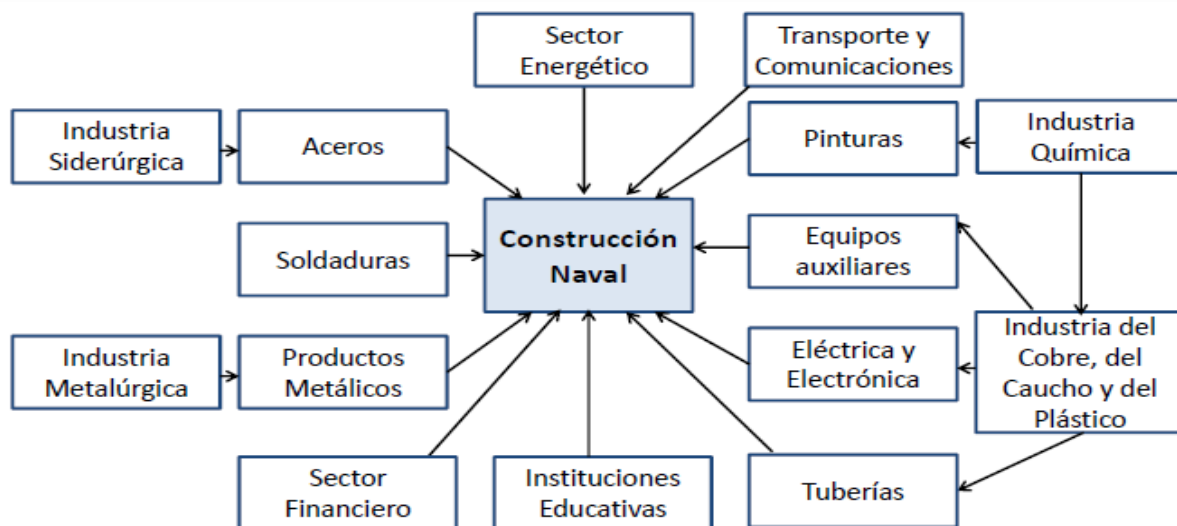 Sector
Energético
Transporte y
Comunicaciones
Industria
Siderúrgica
Aceros
Pinturas
Industria
Química
Construcción
Naval
Soldaduras
Equipos
auxiliares
Industria
Metalúrgica
Productos
Metálicos
Eléctrica y
Electrónica
Industria del
Cobre, del
Caucho y del
Plástico
Sector
Financiero
Instituciones
Educativas
Tuberías